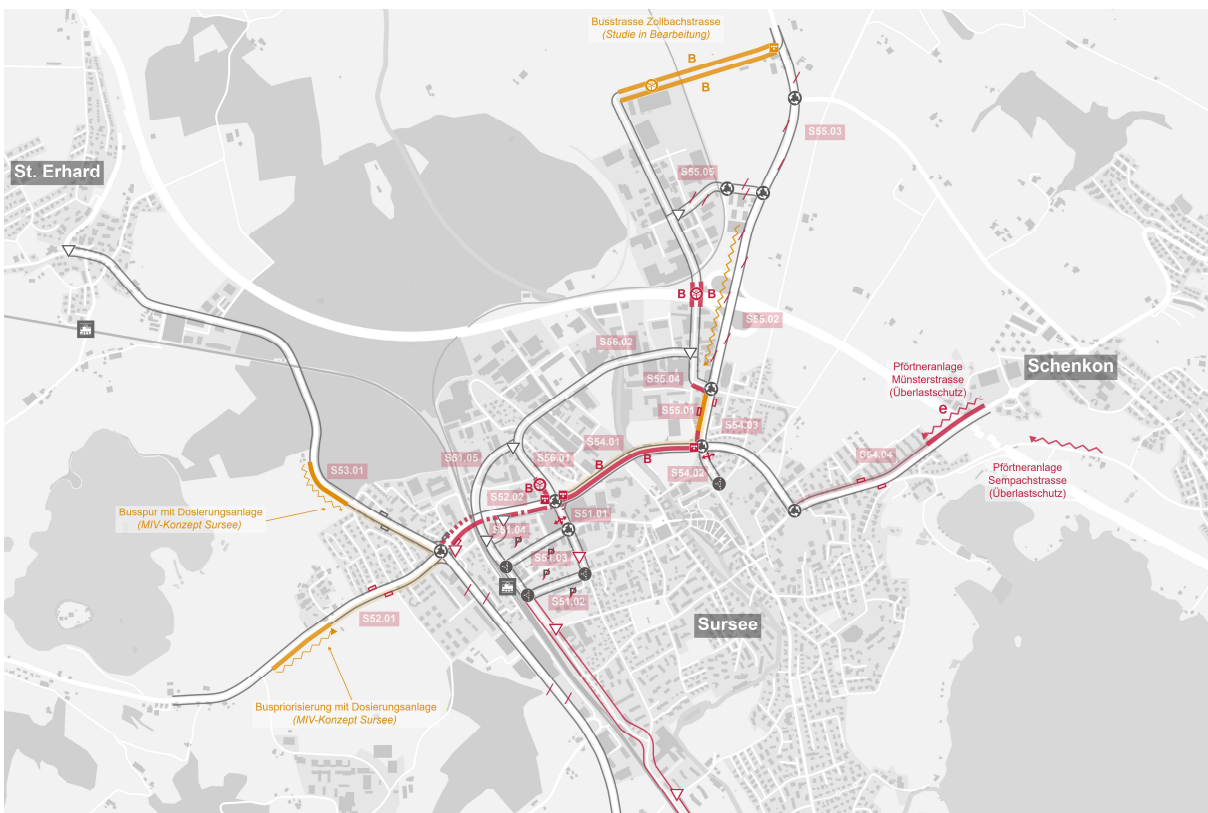 Busstrasse Zollbachstrasse
(Studie in Bearbeitung)
B
B
S55.03
St. Erhard
S55.05
B
B
S55.02
S56.02
Schenkon
Pförtneranlage
Münsterstrasse
(Überlastschutz)
S55.04
e
S55.01
S54.03
S54.01
S51.05
S56.01
B
B
S54.02
S54.04
S53.01
Pförtneranlage
Sempachstrasse
(Überlastschutz)
B
S52.02
Busspur mit Dosierungsanlage
(MIV-Konzept Sursee)
S51.01
S51.04
P
P
S51.03
P
P
S51.02
S52.01
Sursee
Buspriorisierung mit Dosierungsanlage
(MIV-Konzept Sursee)